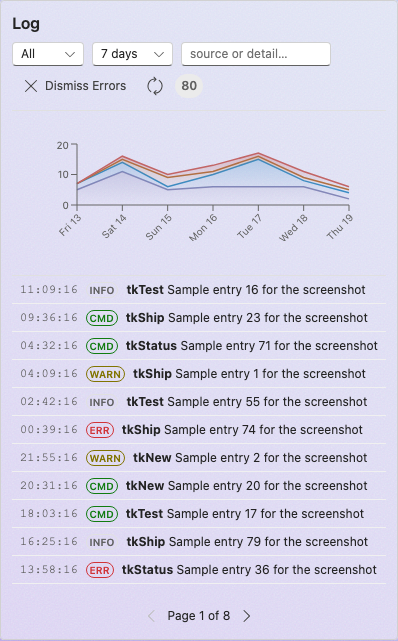 Log
All 7 days source or detail...
Dismiss Errors 80
20
10
0
Fri 13 Sat 14 Sun 15 Mon 16 Tue 17 Wed 18 Thu 19
11:09:16 INFO tkTest Sample entry 16 for the screenshot
09:36:16 CMD tkShip Sample entry 23 for the screenshot
04:32:16 CMD tkStatus Sample entry 71 for the screenshot
04:09:16 WARN tkShip Sample entry 1 for the screenshot
02:42:16 INFO tkTest Sample entry 55 for the screenshot
00:39:16 ERR tkShip Sample entry 74 for the screenshot
21:55:16 WARN tkNew Sample entry 2 for the screenshot
20:31:16 CMD tkNew Sample entry 20 for the screenshot
18:03:16 CMD tkTest Sample entry 17 for the screenshot
16:25:16 INFO tkShip Sample entry 79 for the screenshot
13:58:16 ERR tkStatus Sample entry 36 for the screenshot
Page 1 of 8